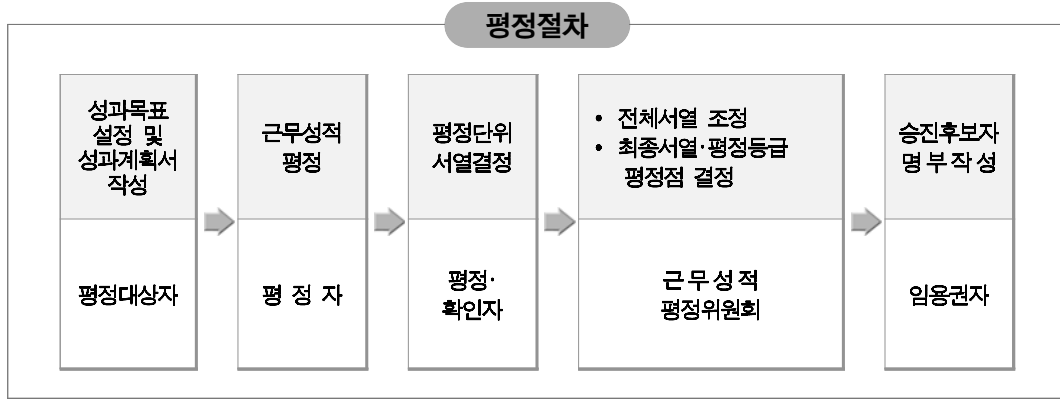 평정절차
성과목표
설정 및
성과계획서
작성
평정대상자
근무성적
평정
평 정 자
평정단위
서열결정
평정·
확인자
• 전체서열 조정
• 최종서열·평정등급
평정점 결정
근 무 성 적
평정위원회
승진후보자
명 부 작 성
임용권자